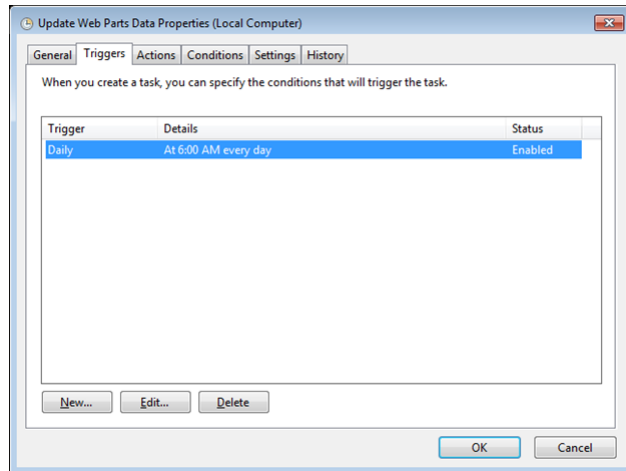 Update Web Parts Data Properties (Local Computer)
General Triggers Actions Conditions Settings History
When you create a task, you can specify the conditions that will trigger the task.
Trigger Details Status
Daily At 6:00 AM every day Enabled
New... Edit... Delete
OK Cancel